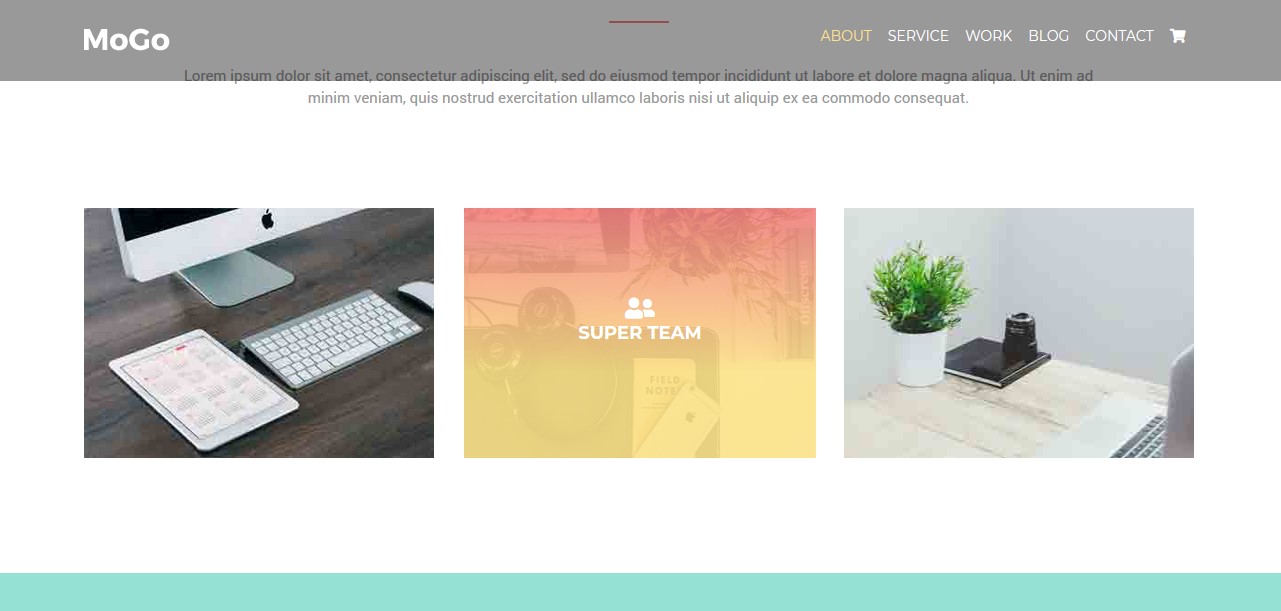 MoGo
ABOUT SERVICE WORK BLOG CONTACT
Lorem ipsum dolor sit amet, consectetur adipiscing elit, sed do eiusmod tempor incididunt ut labore et dolore magna aliqua. Ut enim ad
minim veniam, quis nostrud exercitation ullamco laboris nisi ut aliquip ex ea commodo consequat.
SUPER TEAM
FIELD